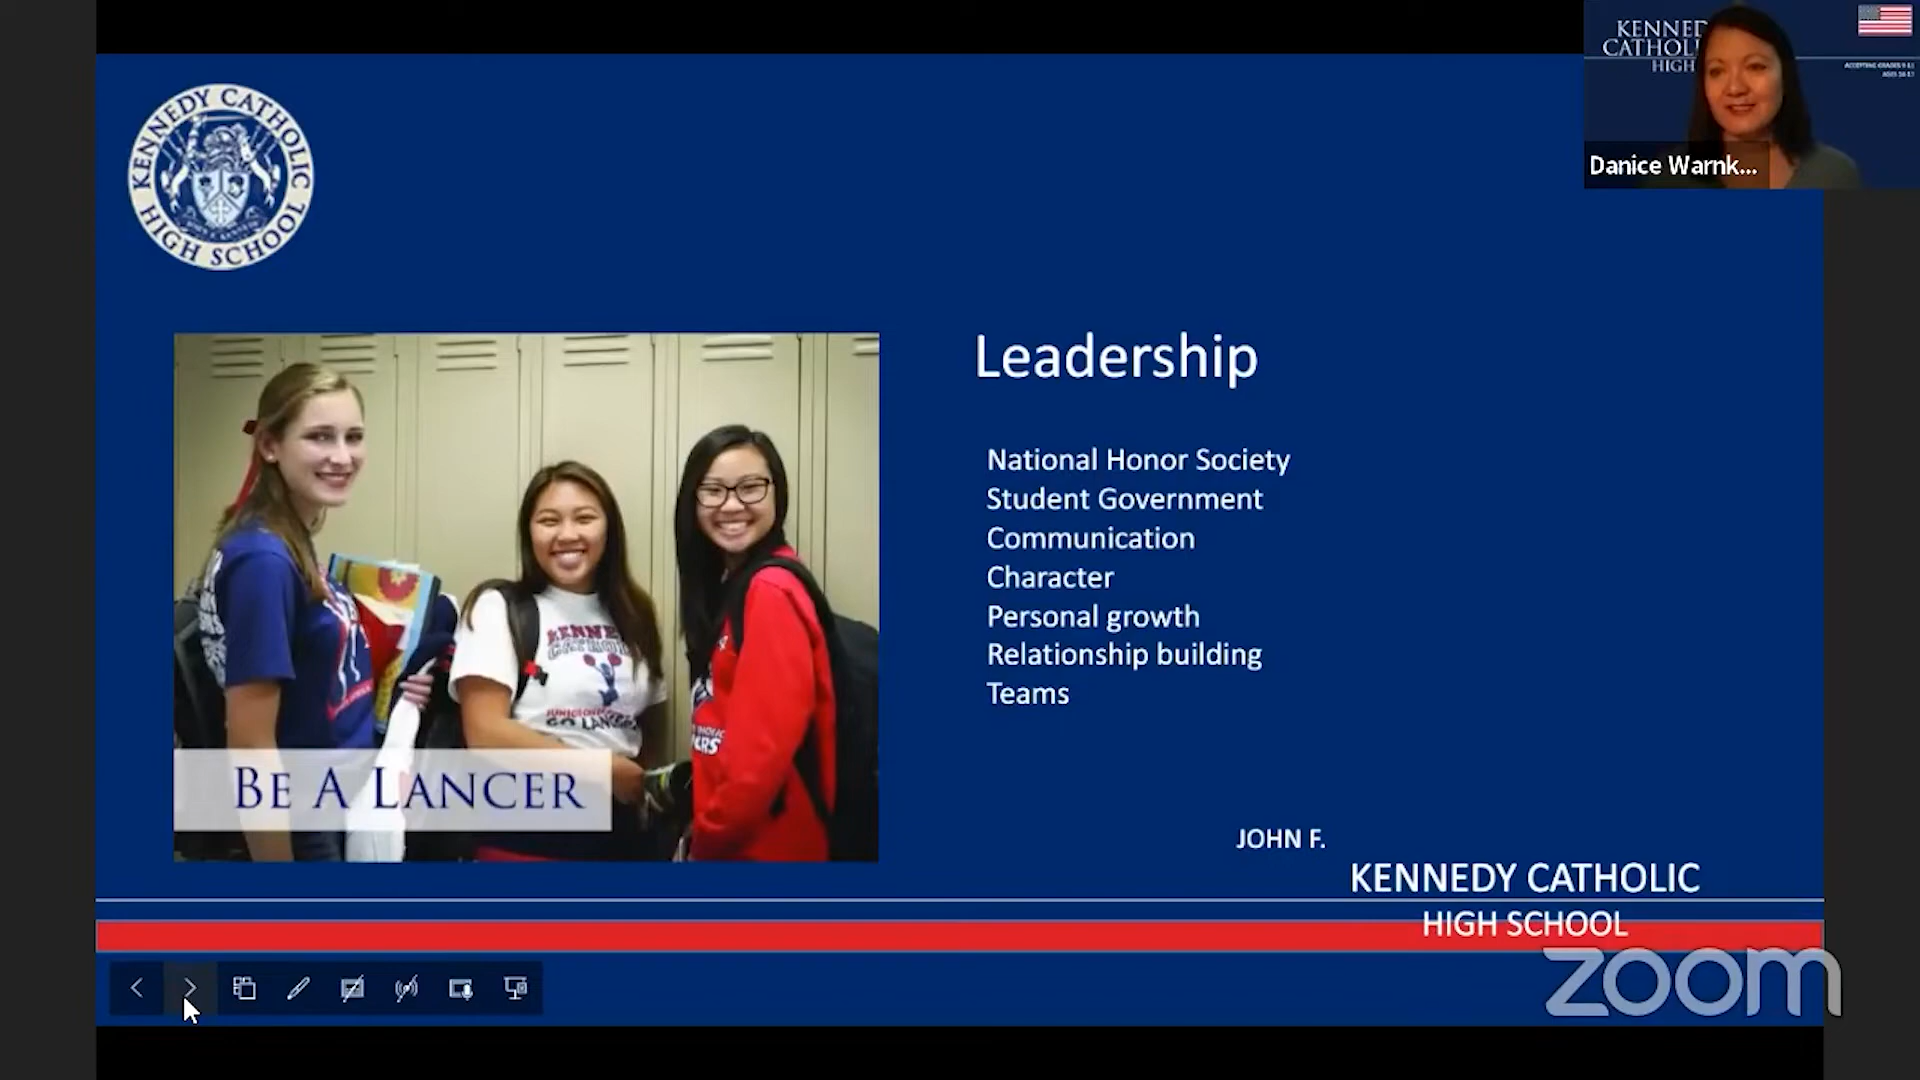 KENNEDY CATHOLIC
HIGH SCHOOL
KENNED
CATHOLI
HIGH
Danice Warnk...
Leadership
National Honor Society
Student Government
Communication
Character
Personal growth
Relationship building
Teams
BE A LANCER
JOHN F.
KENNEDY CATHOLIC
HIGH SCHOOL
zoom